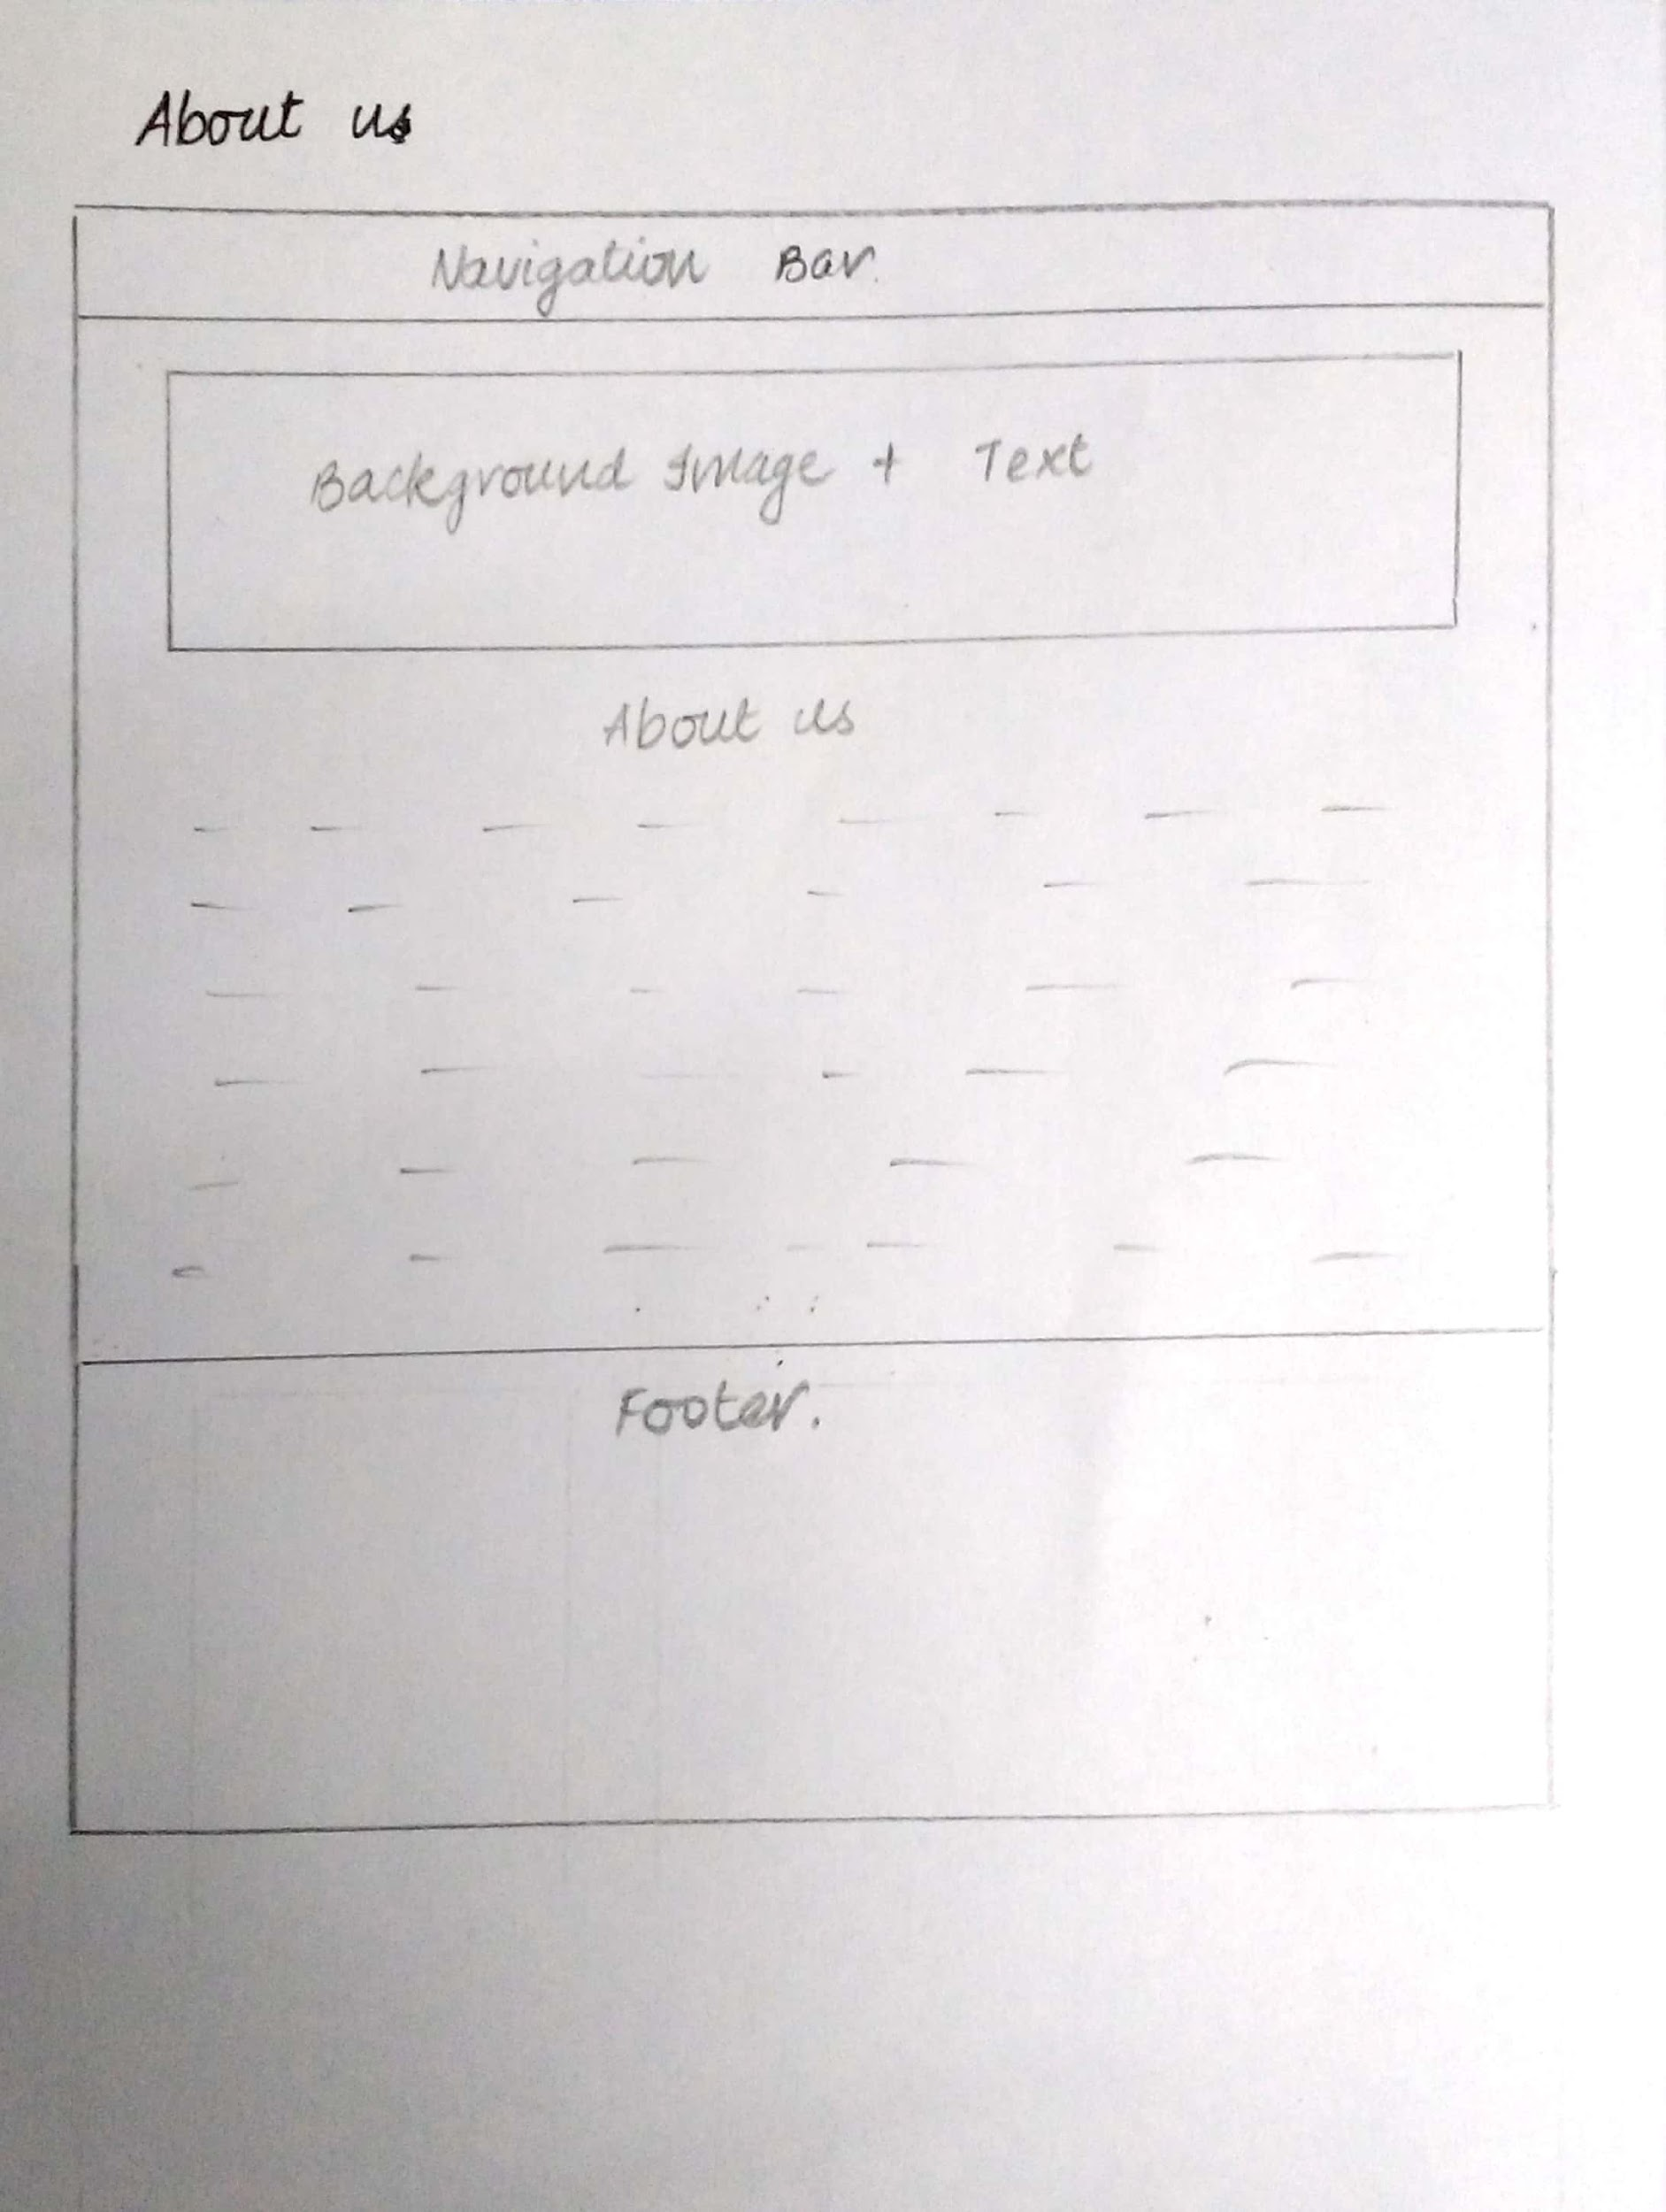 About us
Navigation Bar.
Background Image + Text
About us
Footer.